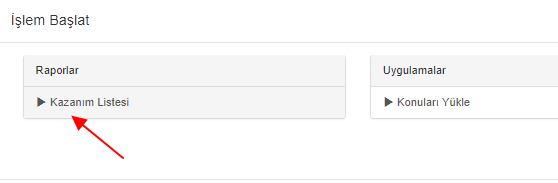 İşlem Başlat
Raporlar
Kazanım Listesi
Uygulamalar
Konuları Yükle